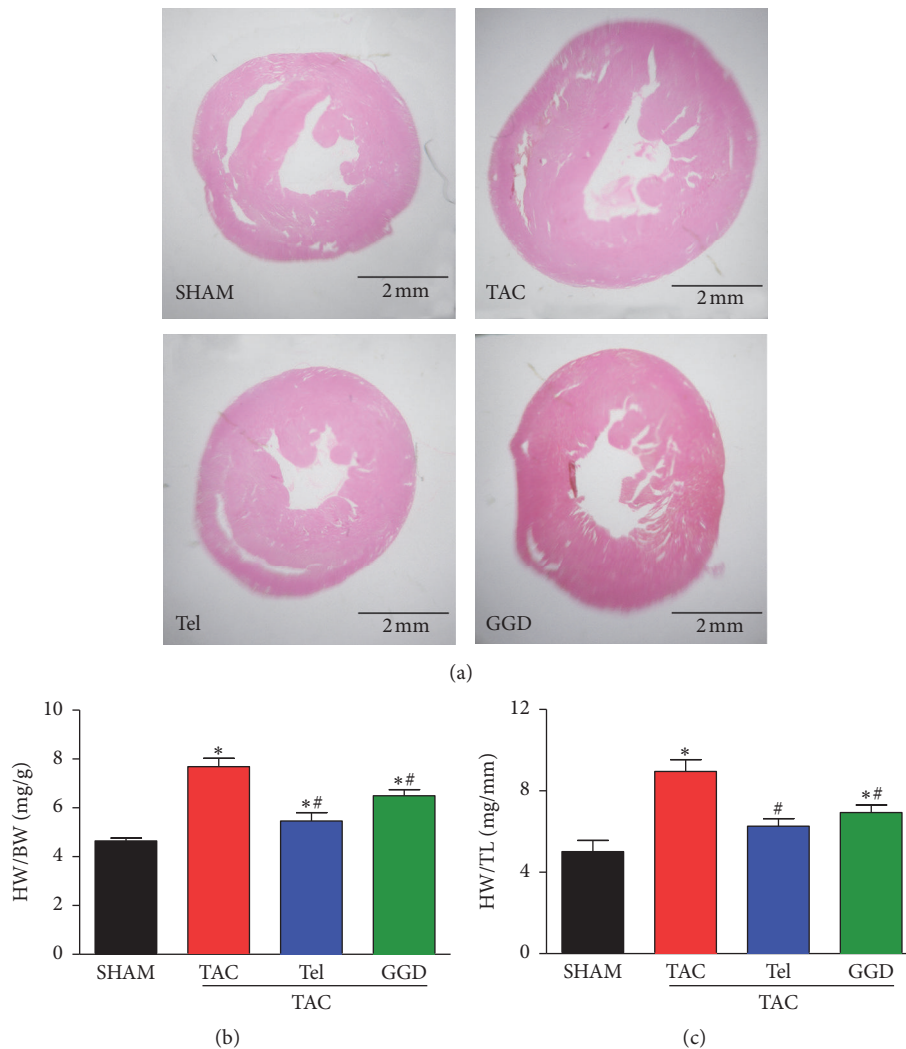 SHAM
2 mm
TAC
2 mm
Tel
2 mm
GGD
2 mm
(a)
HW/BW (mg/g)
10
8
6
4
2
0
*
*#
*#
SHAM
TAC
Tel
GGD
TAC
(b)
HW/TL (mg/mm)
12
8
4
0
*
#
*#
SHAM
TAC
Tel
GGD
TAC
(c)